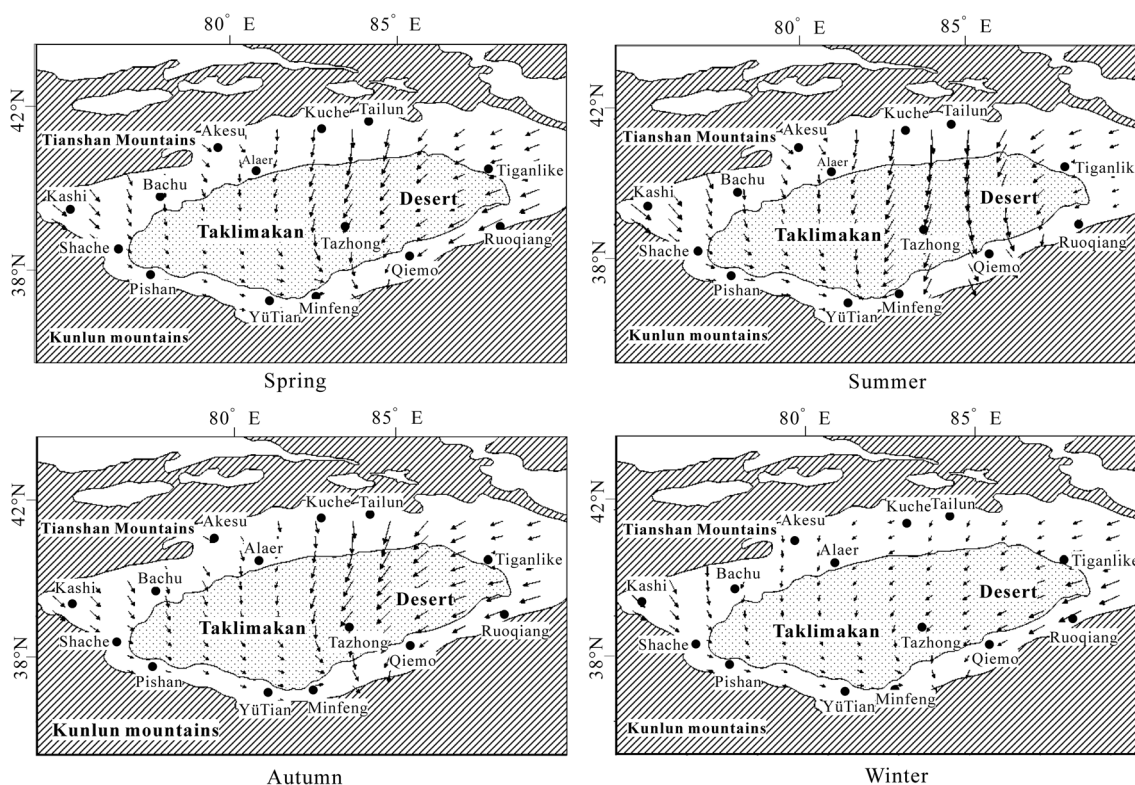 80° E 85° E
42°N
Kuche Tailun
Tianshan Mountains
Akesu
Alaer
Tiganlike
Bachu
Kashi
Desert
Taklimakan
Tazhong
Ruoqiang
Shache
38°N
Qiemo
Pishan
YüTian
Minfeng
Kunlun mountains
Spring
80° E 85° E
42°N
Kuche Tailun
Tianshan Mountains
Akesu
Alaer
Tiganlike
Bachu
Kashi
Desert
Taklimakan
Tazhong
Ruoqiang
Shache
38°N
Qiemo
Pishan
YüTian
Minfeng
Kunlun mountains
Summer
80° E 85° E
42°N
Kuche Tailun
Tianshan Mountains
Akesu
Alaer
Tiganlike
Bachu
Kashi
Desert
Taklimakan
Tazhong
Ruoqiang
Shache
38°N
Qiemo
Pishan
YüTian
Minfeng
Kunlun mountains
Autumn
80° E 85° E
42°N
Kuche Tailun
Tianshan Mountains
Akesu
Alaer
Tiganlike
Bachu
Kashi
Desert
Taklimakan
Tazhong
Ruoqiang
Shache
38°N
Qiemo
Pishan
YüTian
Minfeng
Kunlun mountains
Winter